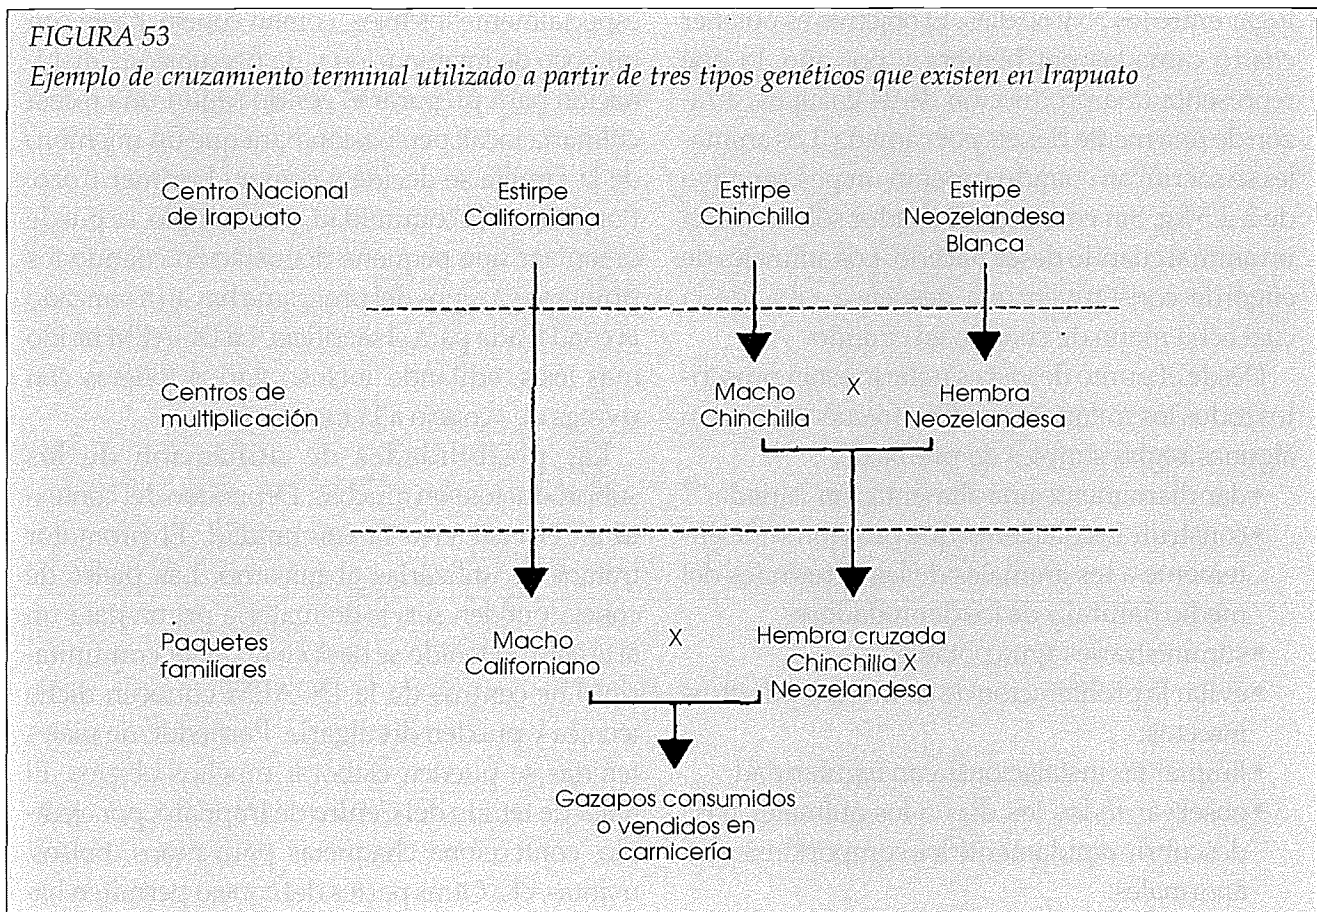 FIGURA 53
Ejemplo de cruzamiento terminal utilizado a partir de tres tipos genéticos que existen en Irapuato
Centro Nacional
de Irapuato
Estirpe
Californiana
Estirpe
Chinchilla
Estirpe
Neozelandesa
Blanca
Centros de
multiplicación
Macho
Chinchilla
X
Hembra
Neozelandesa
Paquetes
familiares
Macho
Californiano
X
Hembra cruzada
Chinchilla X
Neozelandesa
Gazapos consumidos
o vendidos en
carnicería